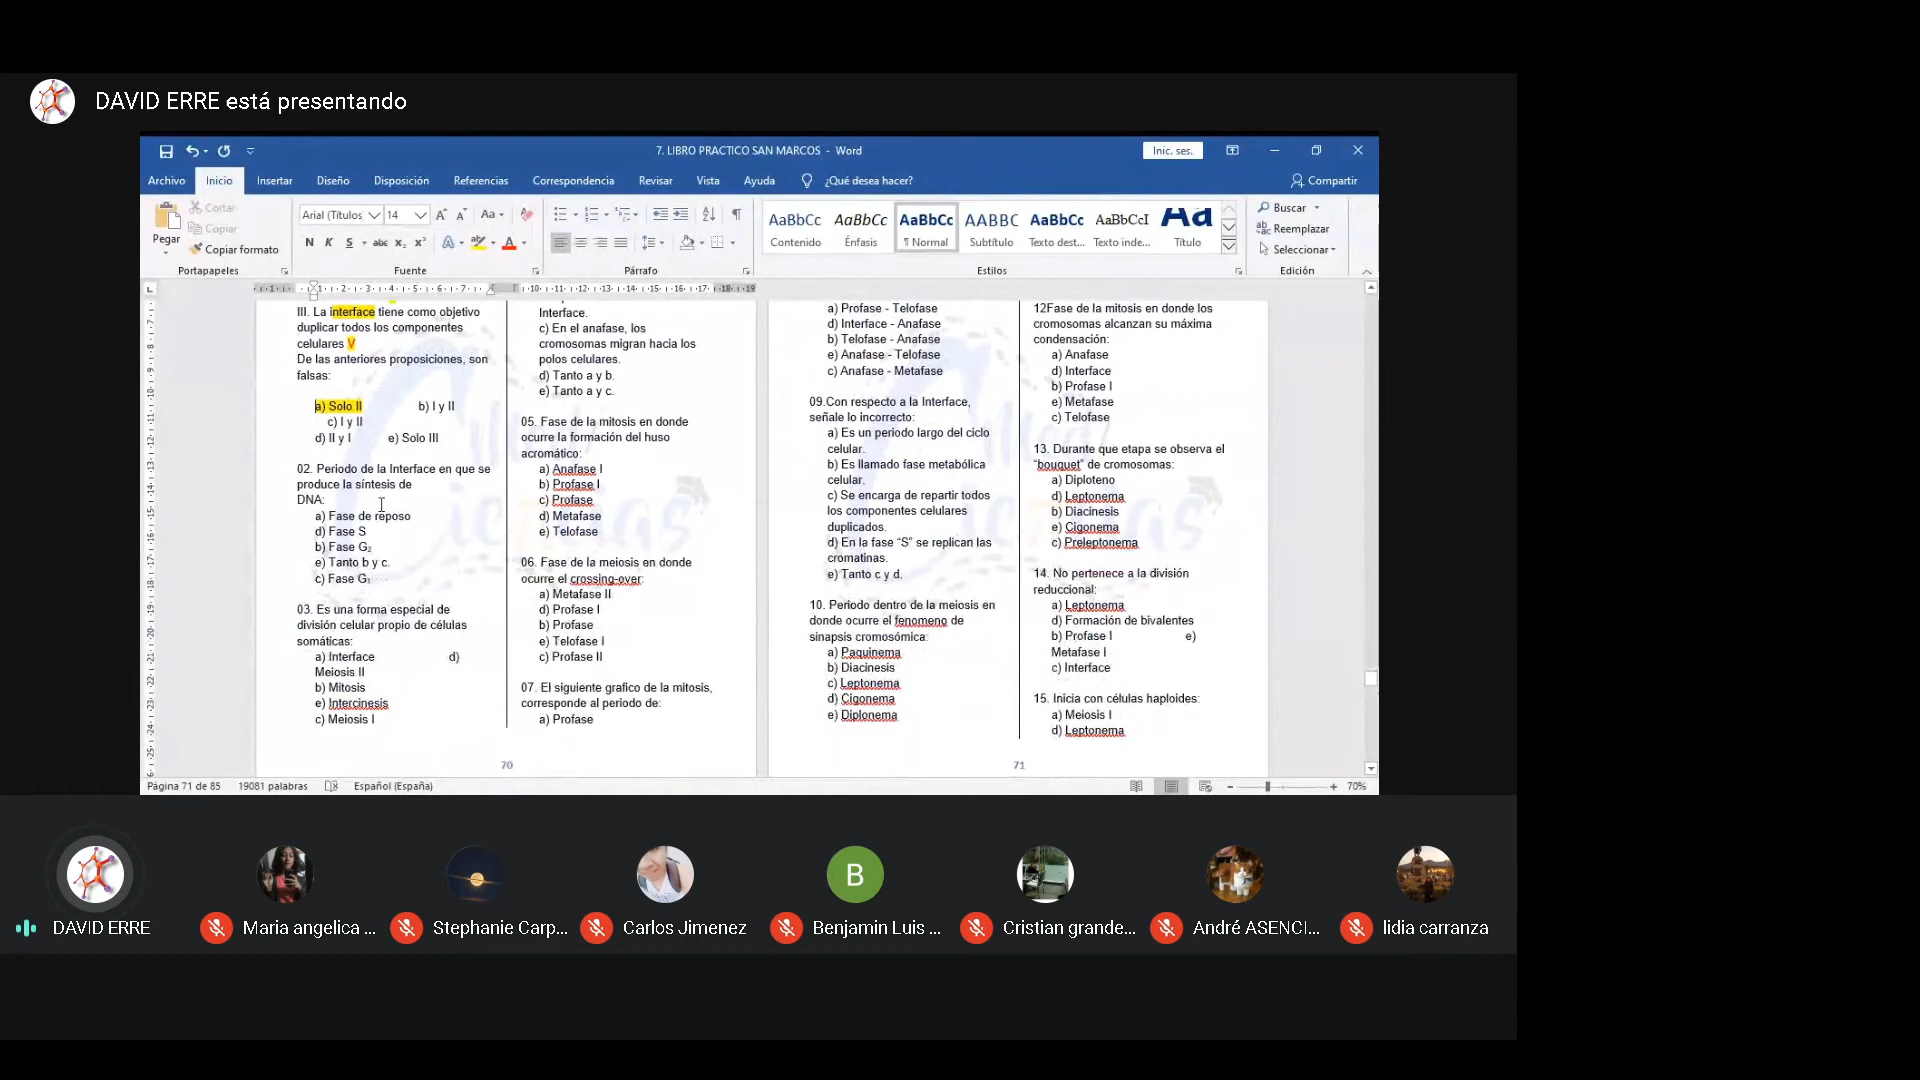 DAVID ERRE está presentando
7. LIBRO PRACTICO SAN MARCOS - Word
Inic. ses.
Archivo Inicio Insertar Diseño Disposición Referencias Correspondencia Revisar Vista Ayuda ¿Qué desea hacer? Compartir
Pegar
Cortar
Copiar
Copiar formato
Portapapeles
Arial (Títulos 14
Fuente
Párrafo
AaBbCc Contenido
AaBbCc Énfasis
AaBbCc ¶ Normal
AABBC Subtítulo
AaBbCc Texto dest...
AaBbCcI Texto inde...
Aa Título
Estilos
Buscar
Reemplazar
Seleccionar
Edición
III. La interface tiene como objetivo
duplicar todos los componentes
celulares V
De las anteriores proposiciones, son
falsas:
a) Solo II b) I y II
c) I y II
d) II y I e) Solo III
02. Periodo de la Interface en que se
produce la síntesis de
DNA:
a) Fase de reposo
d) Fase S
b) Fase G₂
e) Tanto b y c.
c) Fase G₁
03. Es una forma especial de
división celular propio de células
somáticas:
a) Interface d)
Meiosis II
b) Mitosis
e) Intercinesis
c) Meiosis I
Interface.
c) En el anafase, los
cromosomas migran hacia los
polos celulares.
d) Tanto a y b.
e) Tanto a y c.
05. Fase de la mitosis en donde
ocurre la formación del huso
acromático:
a) Anafase I
b) Profase I
c) Profase
d) Metafase
e) Telofase
06. Fase de la meiosis en donde
ocurre el crossing-over:
a) Metafase II
d) Profase I
b) Profase
e) Telofase I
c) Profase II
07. El siguiente grafico de la mitosis,
corresponde al periodo de:
a) Profase
70
a) Profase - Telofase
d) Interface - Anafase
b) Telofase - Anafase
e) Anafase - Telofase
c) Anafase - Metafase
09.Con respecto a la Interface,
señale lo incorrecto:
a) Es un periodo largo del ciclo
celular.
b) Es llamado fase metabólica
celular.
c) Se encarga de repartir todos
los componentes celulares
duplicados.
d) En la fase “S” se replican las
cromatinas.
e) Tanto c y d.
10. Periodo dentro de la meiosis en
donde ocurre el fenomeno de
sinapsis cromosómica:
a) Paquinema
b) Diacinesis
c) Leptonema
d) Cigonema
e) Diplonema
12Fase de la mitosis en donde los
cromosomas alcanzan su máxima
condensación:
a) Anafase
d) Interface
b) Profase I
e) Metafase
c) Telofase
13. Durante que etapa se observa el
“bouquet” de cromosomas:
a) Diploteno
d) Leptonema
b) Diacinesis
e) Cigonema
c) Preleptonema
14. No pertenece a la división
reduccional:
a) Leptonema
d) Formación de bivalentes
b) Profase I e)
Metafase I
c) Interface
15. Inicia con células haploides:
a) Meiosis I
d) Leptonema
71
Página 71 de 85 19081 palabras Español (España) 70%
B
DAVID ERRE
Maria angelica ...
Stephanie Carp...
Carlos Jimenez
Benjamin Luis ...
Cristian grande...
André ASENCI...
lidia carranza